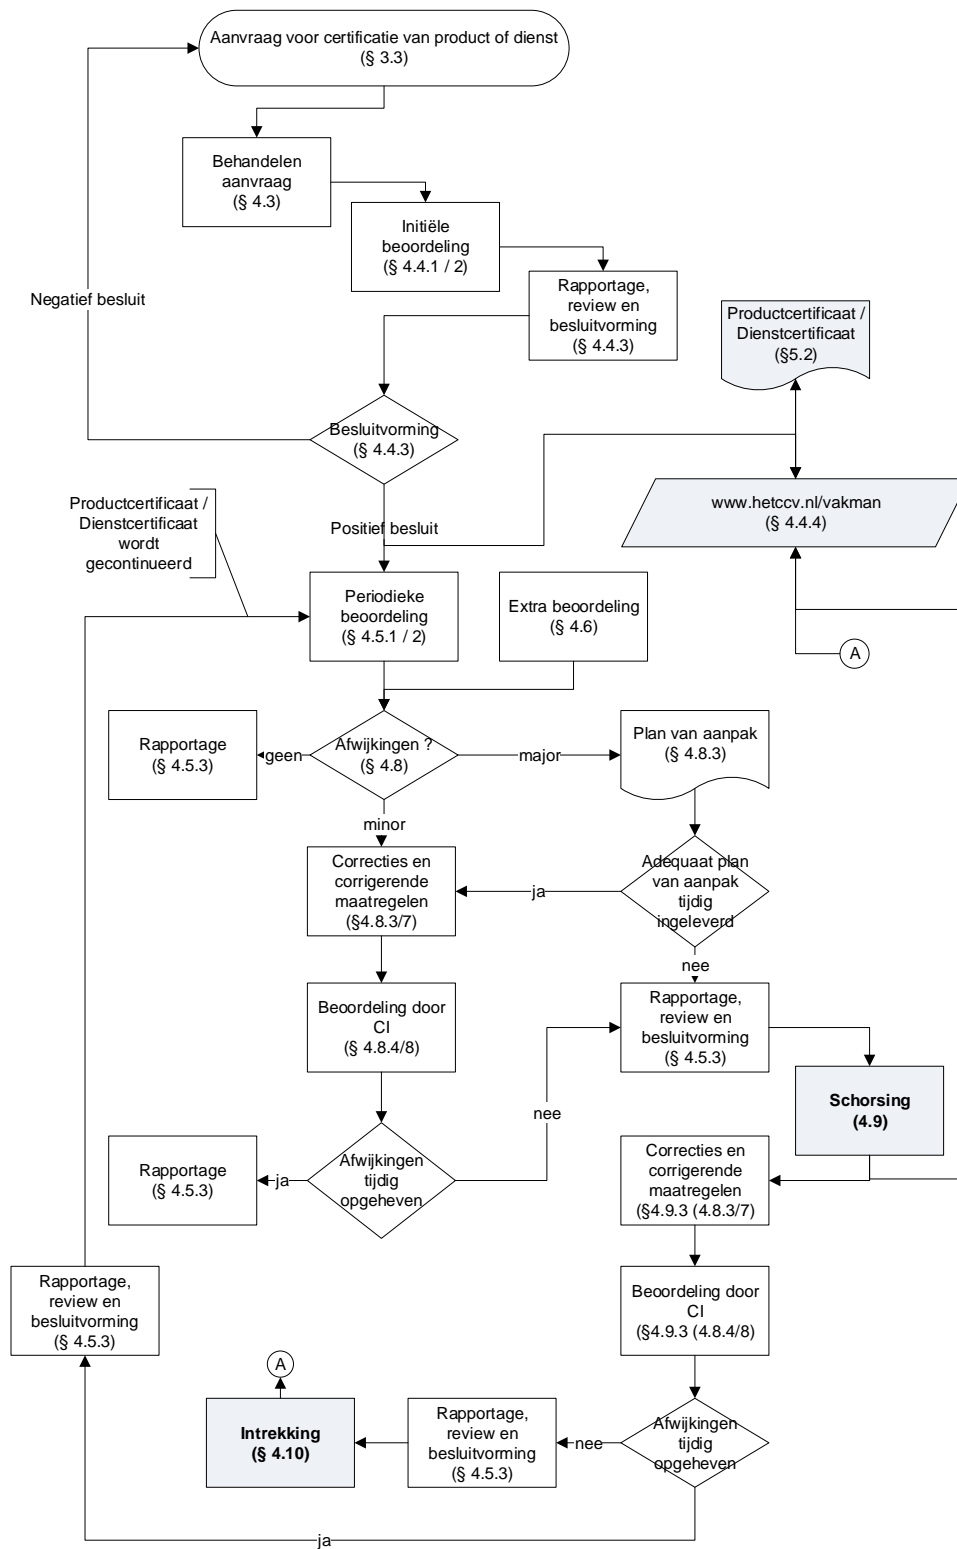 Aanvraag voor certificatie van product of dienst
(§ 3.3)
Behandelen
aanvraag
(§ 4.3)
Initiële
beoordeling
(§ 4.4.1 / 2)
Rapportage,
review en
besluitvorming
(§ 4.4.3)
Negatief besluit
Productcertificaat /
Dienstcertificaat
(§5.2)
Besluitvorming
(§ 4.4.3)
www.hetccv.nl/vakman
(§ 4.4.4)
Productcertificaat /
Dienstcertificaat
wordt
gecontinueerd
Positief besluit
Periodieke
beoordeling
(§ 4.5.1 / 2)
Extra beoordeling
(§ 4.6)
A
Rapportage
(§ 4.5.3)
geen
Afwijkingen ?
(§ 4.8)
major
Plan van aanpak
(§ 4.8.3)
minor
Correcties en
corrigerende
maatregelen
(§4.8.3/7)
ja
Adequaat plan
van aanpak
tijdig
ingeleverd
nee
Beoordeling door
CI
(§ 4.8.4/8)
Rapportage,
review en
besluitvorming
(§ 4.5.3)
Schorsing
(4.9)
nee
Rapportage
(§ 4.5.3)
ja
Afwijkingen
tijdig
opgeheven
Correcties en
corrigerende
maatregelen
(§4.9.3 (4.8.3/7)
Rapportage,
review en
besluitvorming
(§ 4.5.3)
Beoordeling door
CI
(§4.9.3 (4.8.4/8)
A
Intrekking
(§ 4.10)
Rapportage,
review en
besluitvorming
(§ 4.5.3)
nee
Afwijkingen
tijdig
opgeheven
ja